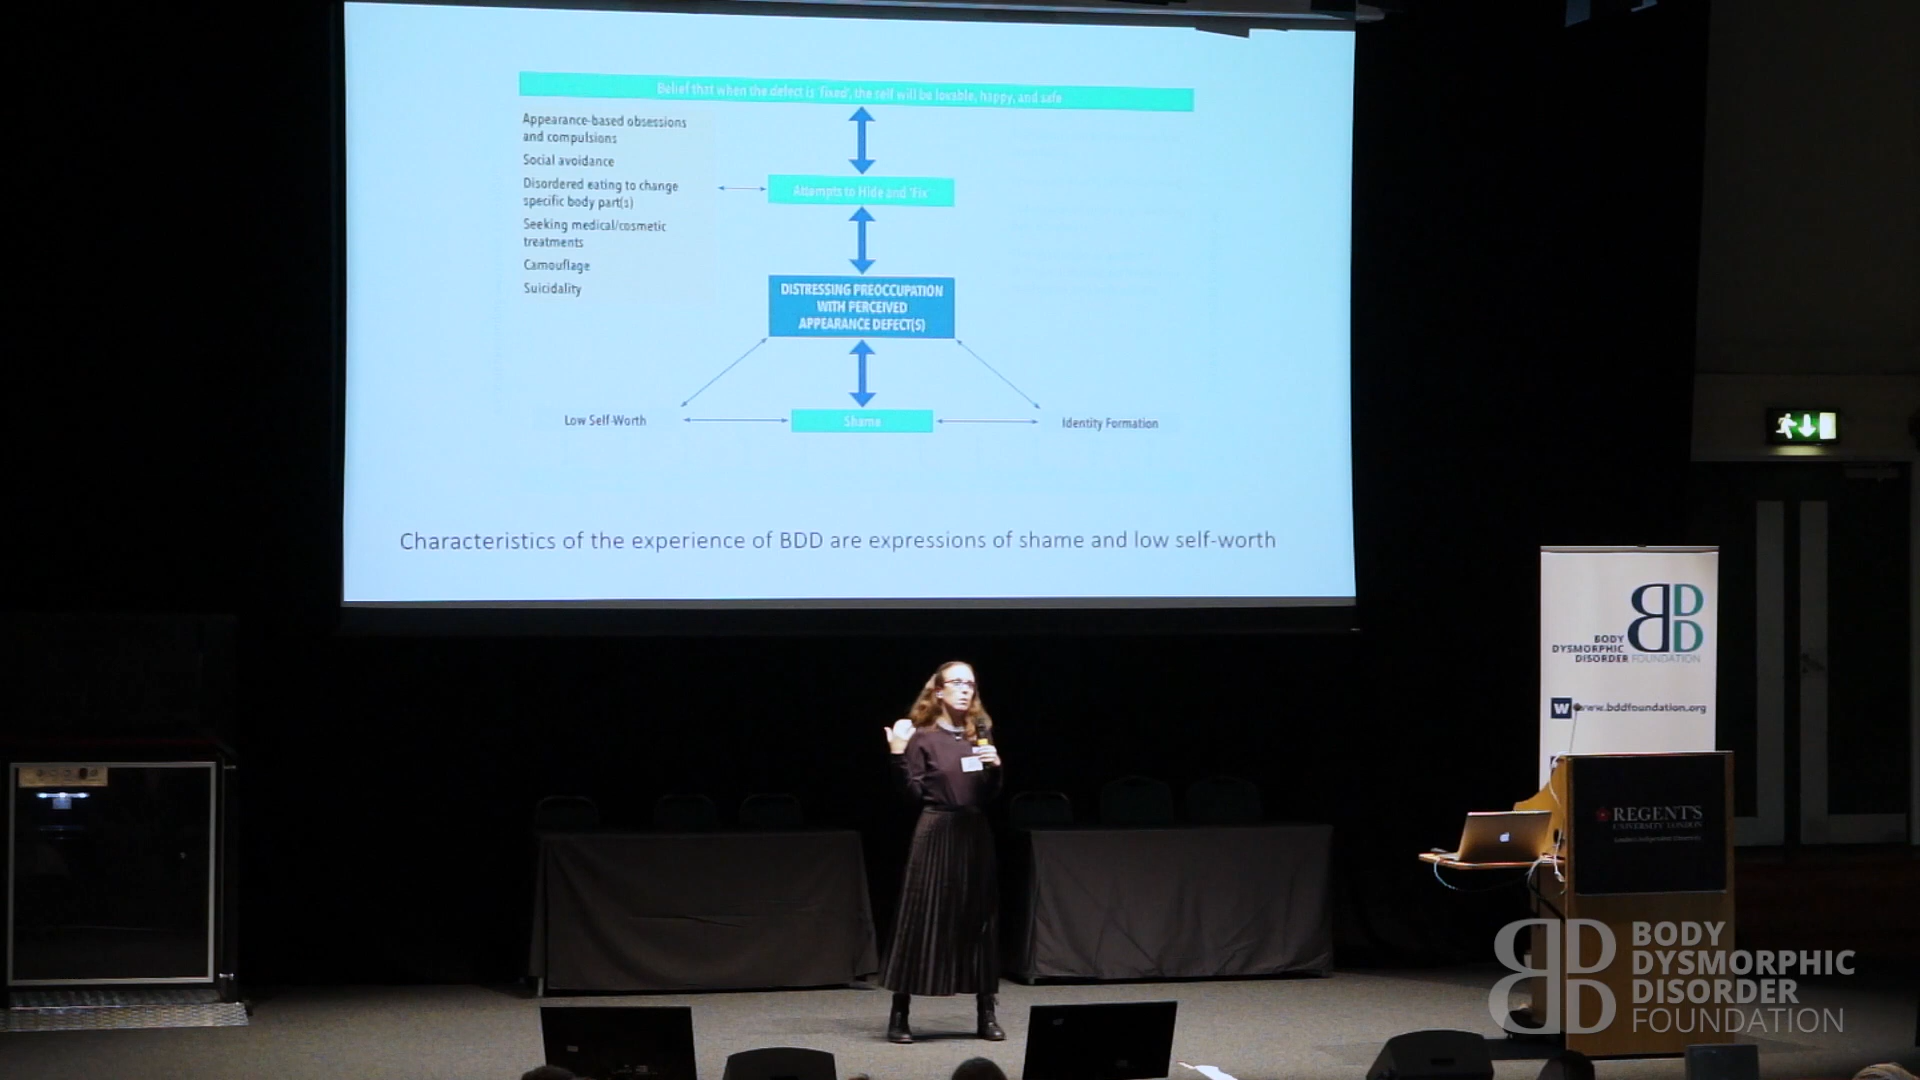 Belief that when the defect is 'fixed', the self will be lovable, happy, and safe
Appearance-based obsessions
and compulsions
Social avoidance
Disordered eating to change
specific body part(s)
Seeking medical/cosmetic
treatments
Camouflage
Suicidality
Attempts to Hide and 'Fix'
DISTRESSING PREOCCUPATION
WITH PERCEIVED
APPEARANCE DEFECT(S)
Low Self-Worth
Shame
Identity Formation
Characteristics of the experience of BDD are expressions of shame and low self-worth
BDD
BODY
DYSMORPHIC
DISORDER FOUNDATION
W www.bddfoundation.org
REGENT'S
UNIVERSITY LONDON
BDD
BODY
DYSMORPHIC
DISORDER
FOUNDATION